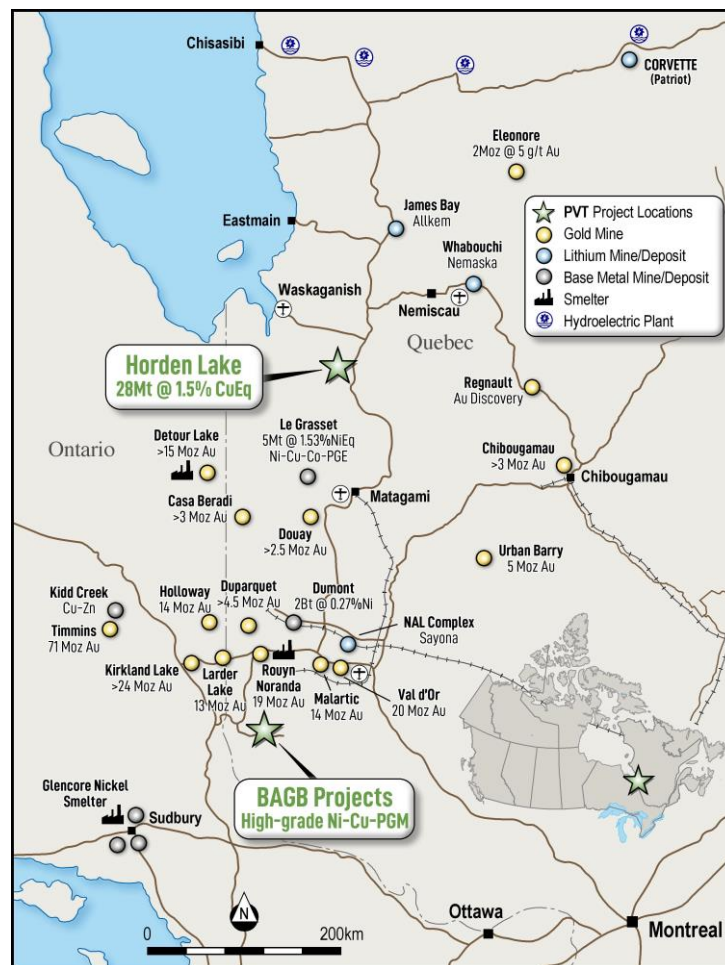 Chisasibi
CORVETTE
(Patriot)
Eleonore
2Moz @ 5 g/t Au
PVT Project Locations
Gold Mine
Lithium Mine/Deposit
Base Metal Mine/Deposit
Smelter
Hydroelectric Plant
James Bay
Allkem
Eastmain
Whabouchi
Nemaska
Waskaganish
Nemiscau
Quebec
Horden Lake
28Mt @ 1.5% CuEq
Regnault
Au Discovery
Ontario
Detour Lake
>15 Moz Au
Le Grasset
5Mt @ 1.53%NiEq
Ni-Cu-Co-PGE
Chibougamau
>3 Moz Au
Chibougamau
Matagami
Casa Beradi
>3 Moz Au
Douay
>2.5 Moz Au
Urban Barry
5 Moz Au
Kidd Creek
Cu-Zn
Timmins
71 Moz Au
Holloway
14 Moz Au
Duparquet
>4.5 Moz Au
Dumont
2Bt @ 0.27%Ni
NAL Complex
Sayona
Kirkland Lake
>24 Moz Au
Larder
Lake
13 Moz Au
Rouyn
Noranda
19 Moz Au
Malartic
14 Moz Au
Val d'Or
20 Moz Au
BAGB Projects
High-grade Ni-Cu-PGM
Glencore Nickel
Smelter
Sudbury
N
0 200km
Ottawa
Montreal